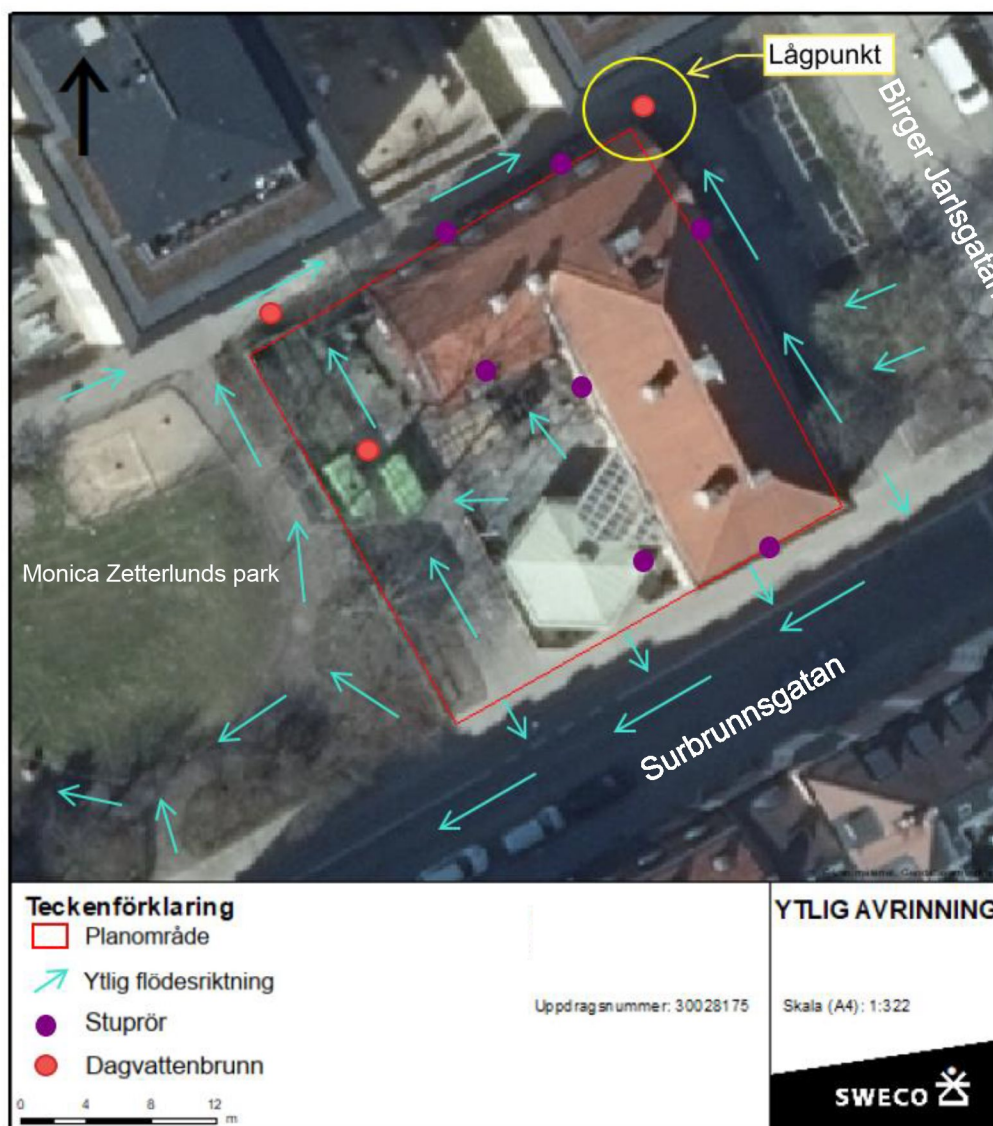 Lågpunkt
Birger Jarlsgatan
Monica Zetterlunds park
Surbrunnsgatan
Teckenförklaring
Planområde
Ytlig flödesriktning
Stuprör
Dagvattenbrunn
0 4 8 12
m
Uppdragsnummer: 30028175
YTLIG AVRINNING
Skala (A4): 1:322
SWECO